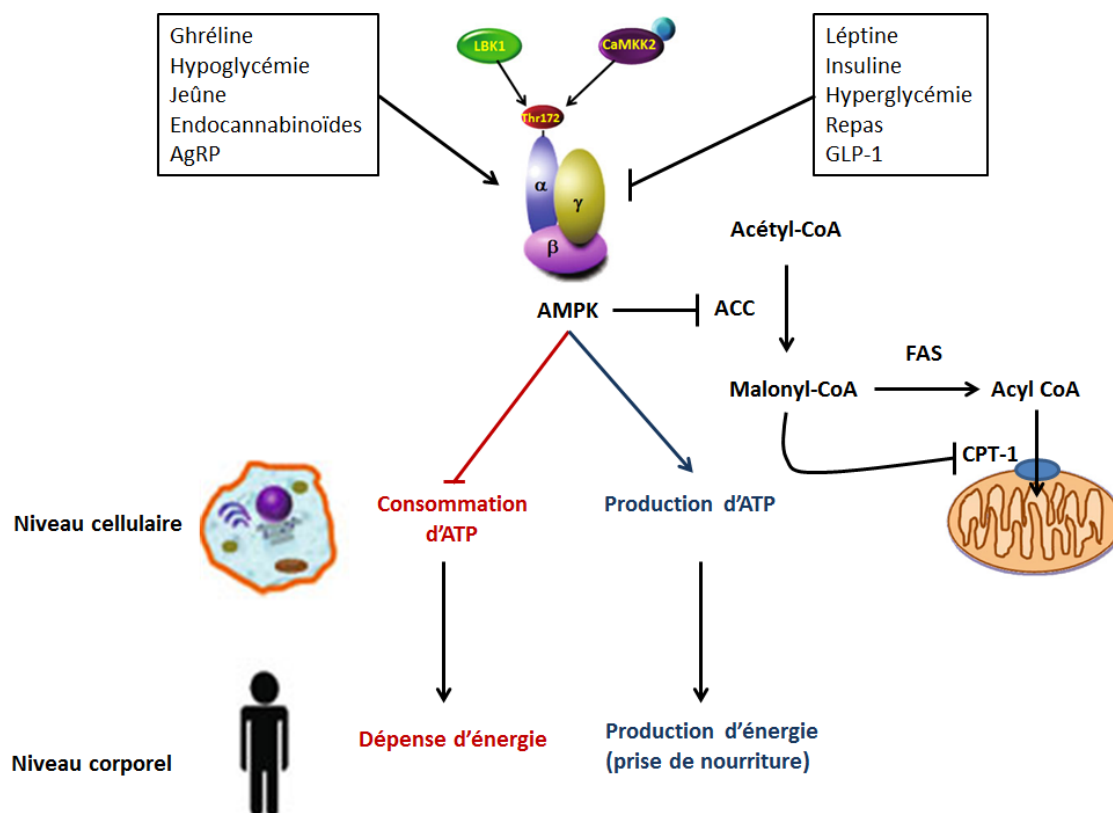 Ghréline
Hypoglycémie
Jeûne
Endocannabinoïdes
AgRP
LBK1
CaMKK2
Thr172
α
γ
β
Léptine
Insuline
Hyperglycémie
Repas
GLP-1
Acétyl-CoA
AMPK
ACC
FAS
Malonyl-CoA
Acyl CoA
CPT-1
Niveau cellulaire
Consommation
d'ATP
Production d'ATP
Niveau corporel
Dépense d'énergie
Production d'énergie
(prise de nourriture)